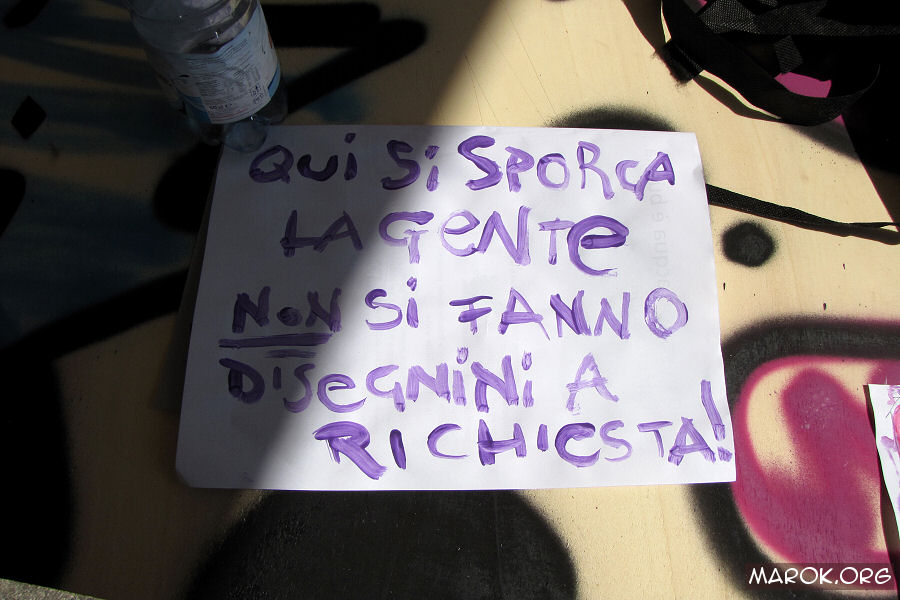 QUI SI SPORCA
LA GENTE
NON SI FANNO
DISEGNINI A
RICHIESTA!
MAROK.ORG